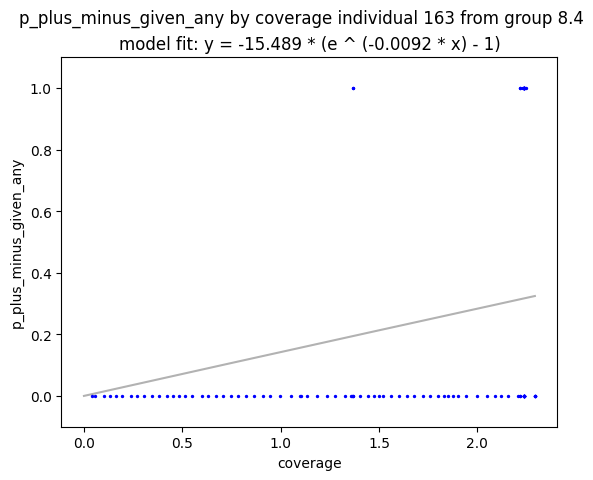 p_plus_minus_given_any by coverage individual 163 from group 8.4
model fit: y = -15.489 * (e ^ (-0.0092 * x) - 1)
1.0
0.8
0.6
0.4
0.2
0.0
p_plus_minus_given_any
0.0 0.5 1.0 1.5 2.0
coverage